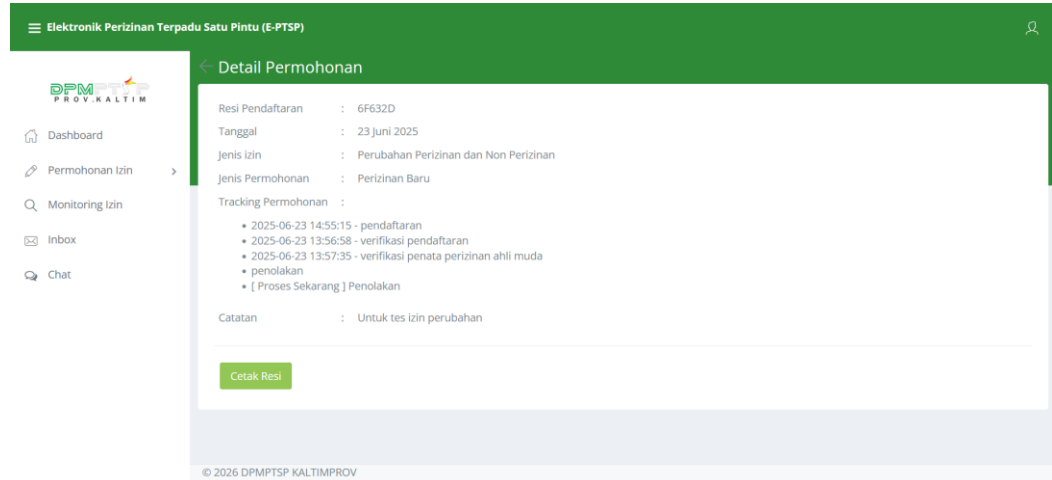 Elektronik Perizinan Terpadu Satu Pintu (E-PTSP)
DPMPTSP
PROV.KALTIM
Dashboard
Permohonan Izin
Monitoring Izin
Inbox
Chat
Detail Permohonan
Resi Pendaftaran : 6F632D
Tanggal : 23 Juni 2025
Jenis izin : Perubahan Perizinan dan Non Perizinan
Jenis Permohonan : Perizinan Baru
Tracking Permohonan :
• 2025-06-23 14:55:15 - pendaftaran
• 2025-06-23 13:56:58 - verifikasi pendaftaran
• 2025-06-23 13:57:35 - verifikasi penata perizinan ahli muda
• penolakan
• [ Proses Sekarang ] Penolakan
Catatan : Untuk tes izin perubahan
Cetak Resi
© 2026 DPMPTSP KALTIMPROV